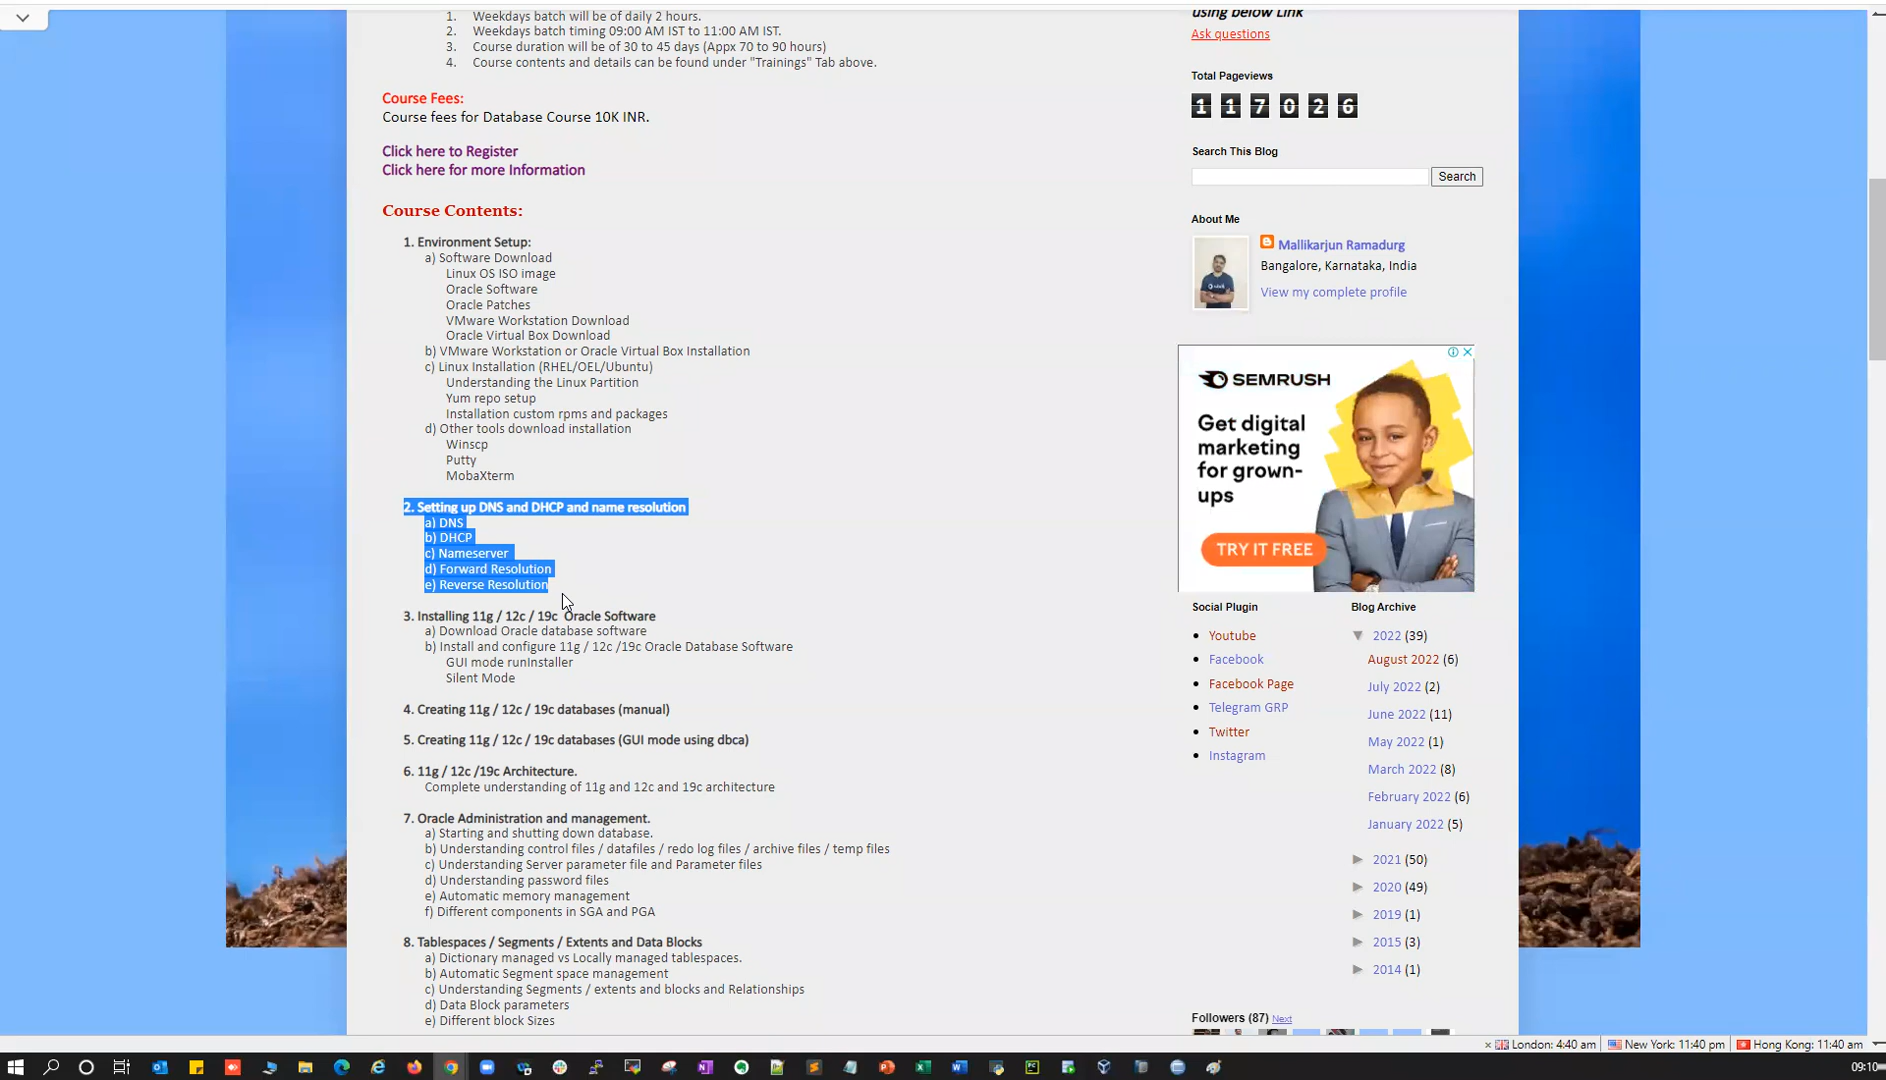 1. Weekdays batch will be of daily 2 hours.
2. Weekdays batch timing 09:00 AM IST to 11:00 AM IST.
3. Course duration will be of 30 to 45 days (Appx 70 to 90 hours)
4. Course contents and details can be found under "Trainings" Tab above.
Course Fees:
Course fees for Database Course 10K INR.
Click here to Register
Click here for more Information
Course Contents:
1. Environment Setup:
a) Software Download
Linux OS ISO image
Oracle Software
Oracle Patches
VMware Workstation Download
Oracle Virtual Box Download
b) VMware Workstation or Oracle Virtual Box Installation
c) Linux Installation (RHEL/OEL/Ubuntu)
Understanding the Linux Partition
Yum repo setup
Installation custom rpms and packages
d) Other tools download installation
Winscp
Putty
MobaXterm
2. Setting up DNS and DHCP and name resolution
a) DNS
b) DHCP
c) Nameserver
d) Forward Resolution
e) Reverse Resolution
3. Installing 11g / 12c / 19c Oracle Software
a) Download Oracle database software
b) Install and configure 11g / 12c /19c Oracle Database Software
GUI mode runInstaller
Silent Mode
4. Creating 11g / 12c / 19c databases (manual)
5. Creating 11g / 12c / 19c databases (GUI mode using dbca)
6. 11g / 12c /19c Architecture.
Complete understanding of 11g and 12c and 19c architecture
7. Oracle Administration and management.
a) Starting and shutting down database.
b) Understanding control files / datafiles / redo log files / archive files / temp files
c) Understanding Server parameter file and Parameter files
d) Understanding password files
e) Automatic memory management
f) Different components in SGA and PGA
8. Tablespaces / Segments / Extents and Data Blocks
a) Dictionary managed vs Locally managed tablespaces.
b) Automatic Segment space management
c) Understanding Segments / extents and blocks and Relationships
d) Data Block parameters
e) Different block Sizes
using below Link
Ask questions
Total Pageviews
117026
Search This Blog
Search
About Me
Mallikarjun Ramadurg
Bangalore, Karnataka, India
View my complete profile
SEMRUSH
Get digital
marketing
for grown-
ups
TRY IT FREE
Social Plugin
Youtube
Facebook
Facebook Page
Telegram GRP
Twitter
Instagram
Blog Archive
▼ 2022 (39)
August 2022 (6)
July 2022 (2)
June 2022 (11)
May 2022 (1)
March 2022 (8)
February 2022 (6)
January 2022 (5)
► 2021 (50)
► 2020 (49)
► 2019 (1)
► 2015 (3)
► 2014 (1)
Followers (87) Next
London: 4:40 am New York: 11:40 pm Hong Kong: 11:40 am
09:10